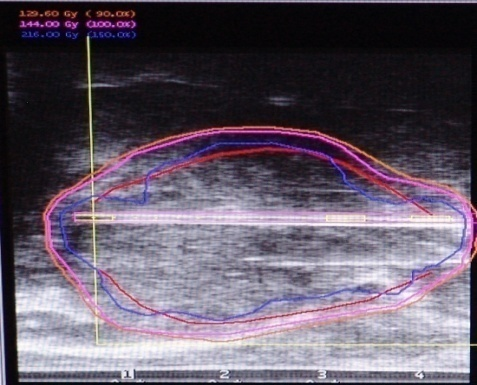 129.60 Gy ( 90.0%)
144.00 Gy (100.0%)
216.00 Gy (150.0%)
1 2 3 4